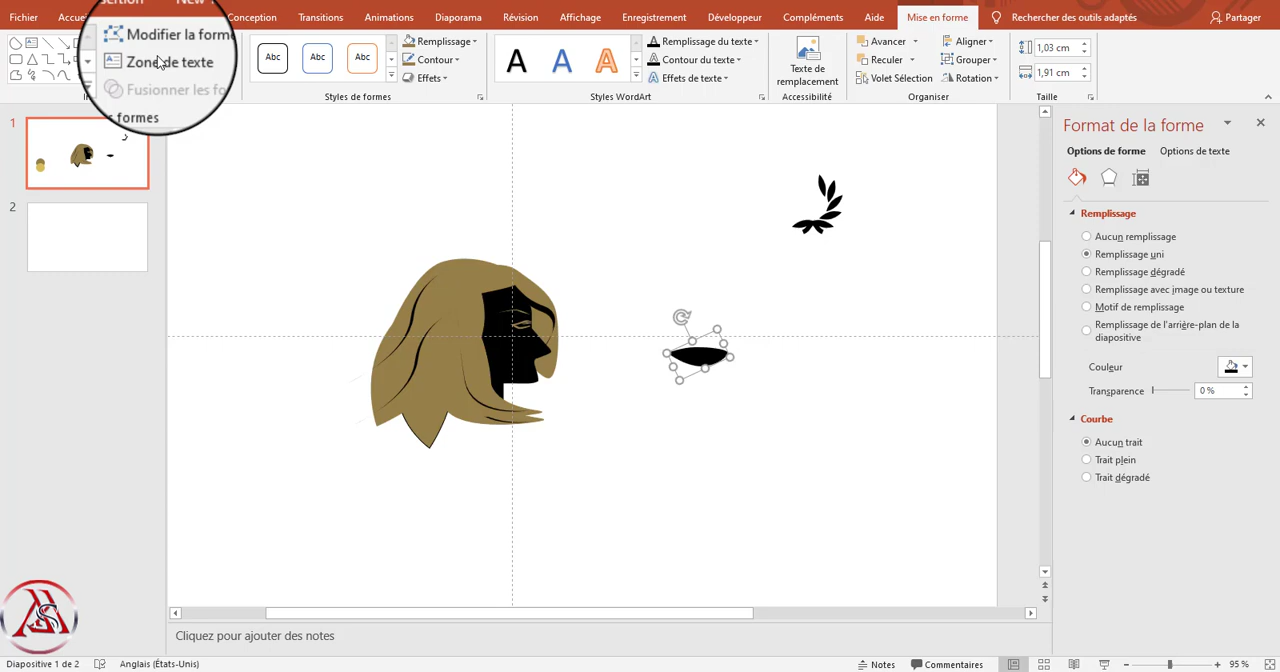 sertion
New
Fichier
Accue
Conception
Transitions
Animations
Diaporama
Révision
Affichage
Enregistrement
Développeur
Compléments
Aide
Mise en forme
Rechercher des outils adaptés
Partager
Modifier la forme
Zone de texte
Fusionner les fo
s formes
Abc
Abc
Abc
Remplissage
Contour
Effets
Styles de formes
A
A
A
Remplissage du texte
Contour du texte
Effets de texte
Styles WordArt
Texte de
remplacement
Accessibilité
Avancer
Reculer
Volet Sélection
Aligner
Grouper
Rotation
Organiser
1,03 cm
1,91 cm
Taille
1
2
Format de la forme
Options de forme
Options de texte
Remplissage
Aucun remplissage
Remplissage uni
Remplissage dégradé
Remplissage avec image ou texture
Motif de remplissage
Remplissage de l'arrière-plan de la
diapositive
Couleur
Transparence
0 %
Courbe
Aucun trait
Trait plein
Trait dégradé
Cliquez pour ajouter des notes
Diapositive 1 de 2
Anglais (États-Unis)
Notes
Commentaires
95 %